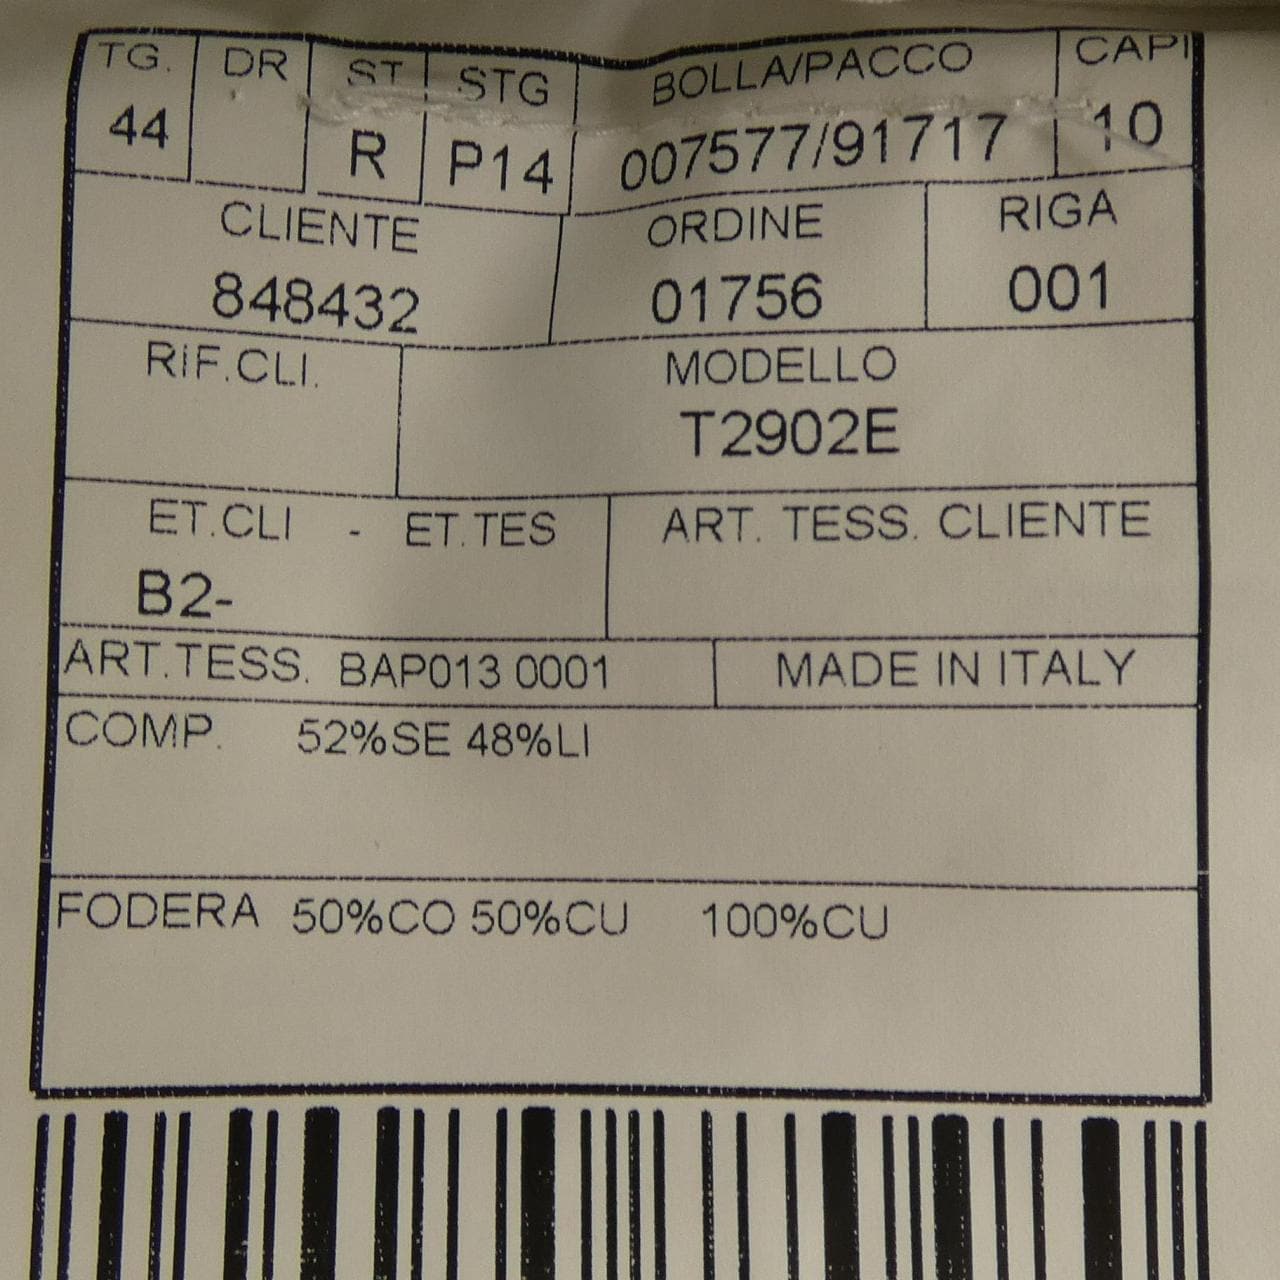 TG. DR ST STG BOLLA/PACCO CAPI
44 R P14 007577/91717 10
CLIENTE ORDINE RIGA
848432 01756 001
RIF.CLI. MODELLO
T2902E
ET.CLI - ET.TES ART. TESS. CLIENTE
B2-
ART.TESS. BAP013 0001 MADE IN ITALY
COMP. 52%SE 48%LI
FODERA 50%CO 50%CU 100%CU